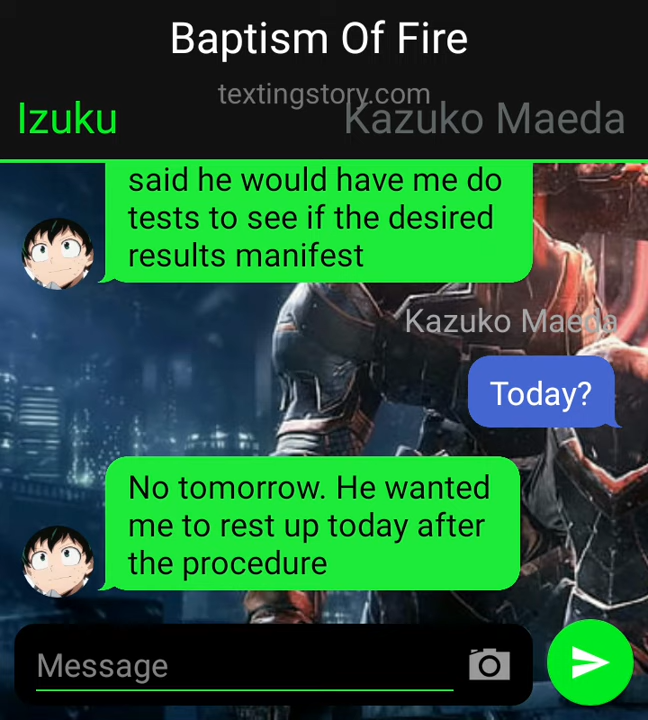 Baptism Of Fire
textingstory.com
Izuku
Kazuko Maeda
said he would have me do
tests to see if the desired
results manifest
Kazuko Maeda
Today?
No tomorrow. He wanted
me to rest up today after
the procedure
Message